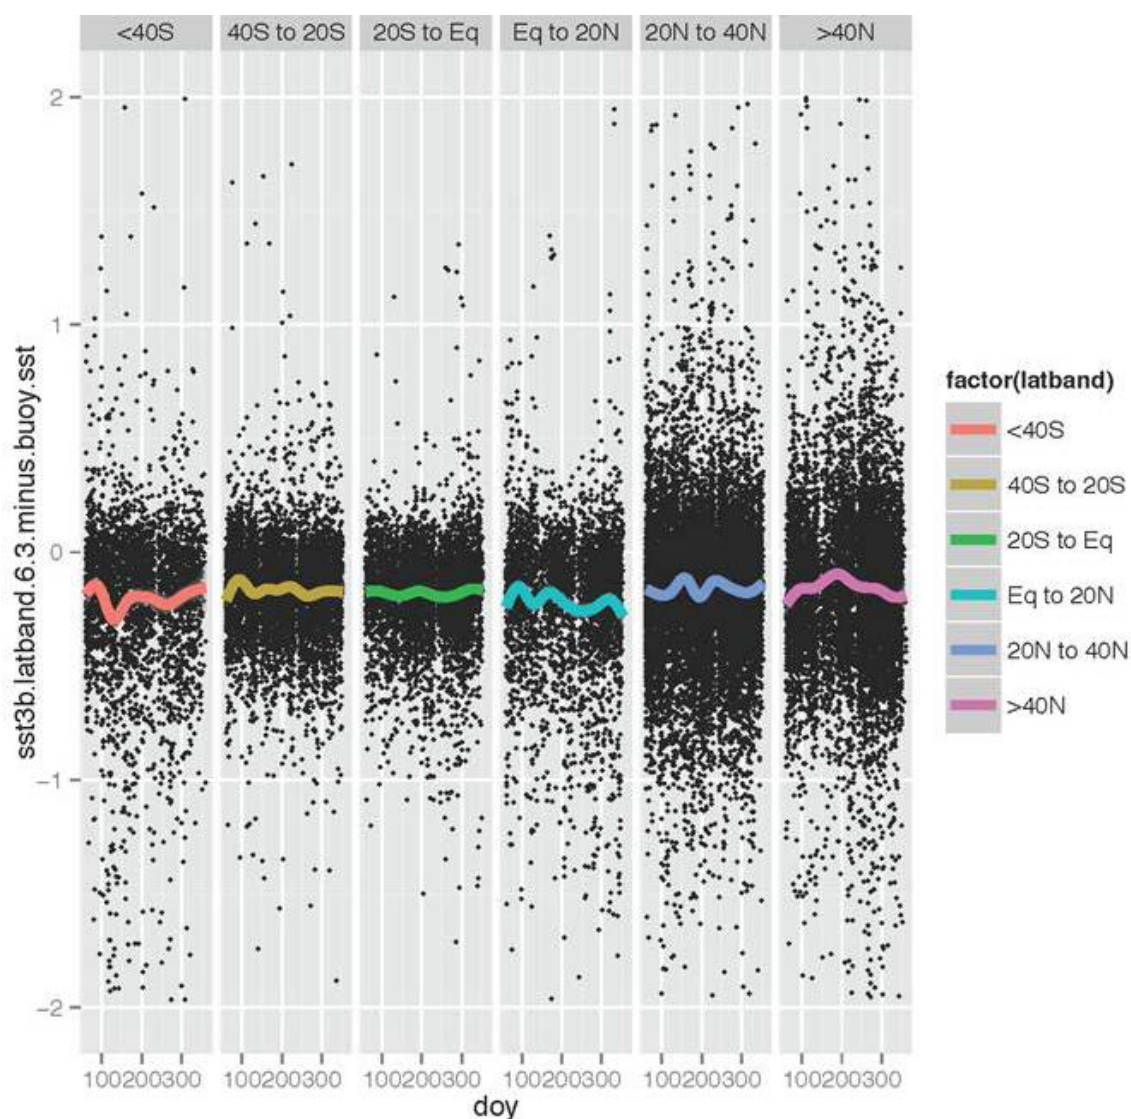 <40S 40S to 20S 20S to Eq Eq to 20N 20N to 40N >40N
2
1
0
−1
−2
sst3b.latband.6.3.minus.buoy.sst
100200300 100200300 100200300 100200300 100200300 100200300
doy
factor(latband)
<40S
40S to 20S
20S to Eq
Eq to 20N
20N to 40N
>40N